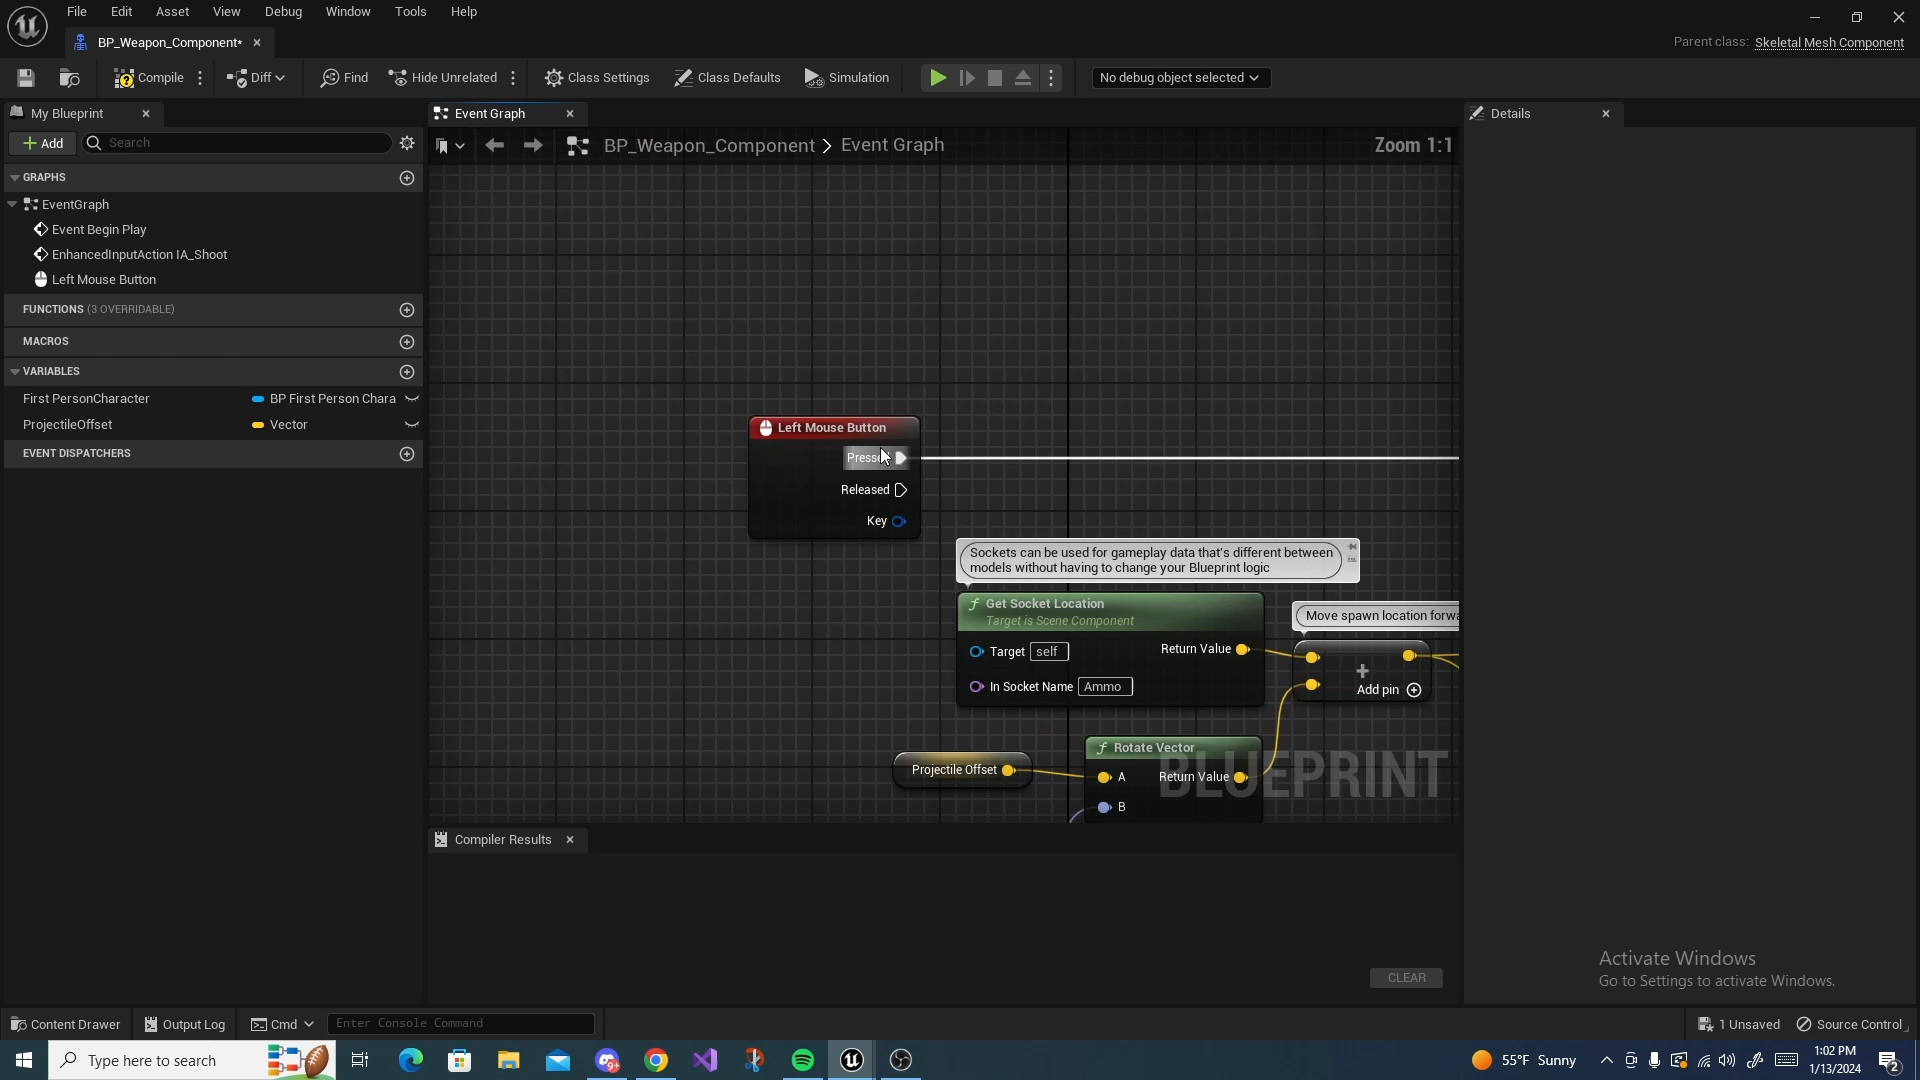 File Edit Asset View Debug Window Tools Help
BP_Weapon_Component*
Parent class: Skeletal Mesh Component
Compile Diff Find Hide Unrelated Class Settings Class Defaults Simulation No debug object selected
My Blueprint Event Graph Details
Add Search BP_Weapon_Component > Event Graph Zoom 1:1
GRAPHS
EventGraph
Event Begin Play
EnhancedInputAction IA_Shoot
Left Mouse Button
FUNCTIONS (3 OVERRIDABLE)
MACROS
VARIABLES
First PersonCharacter BP First Person Chara
ProjectileOffset Vector
EVENT DISPATCHERS
Left Mouse Button
Released
Key
Sockets can be used for gameplay data that's different between
models without having to change your Blueprint logic
Get Socket Location
Target is Scene Component
Target self Return Value
In Socket Name Ammo
Move spawn location forwa
Add pin
Projectile Offset
Rotate Vector
A Return Value
B
BLUEPRINT
Compiler Results
CLEAR
Activate Windows
Go to Settings to activate Windows.
Content Drawer Output Log Cmd Enter Console Command 1 Unsaved Source Control
Type here to search 9+ 55°F Sunny 1:02 PM
1/13/2024 2